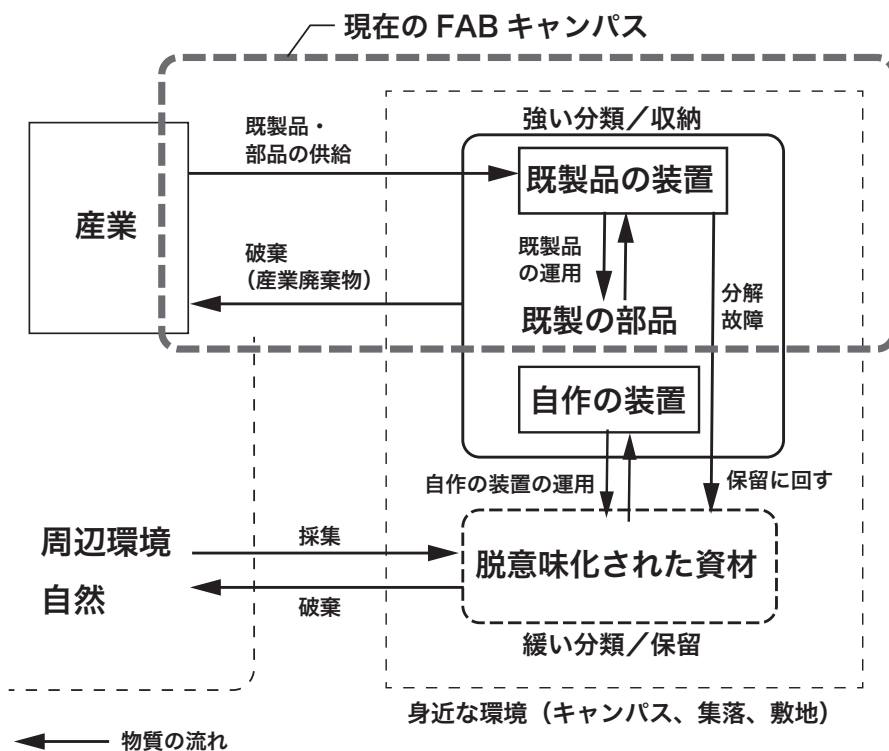 現在の FAB キャンパス
強い分類／収納
既製品・
部品の供給
既製品の装置
産業
破棄
（産業廃棄物）
既製品
の運用
分解
故障
既製の部品
自作の装置
自作の装置の運用
保留に回す
周辺環境
自然
採集
破棄
脱意味化された資材
緩い分類／保留
身近な環境（キャンパス、集落、敷地）
物質の流れ